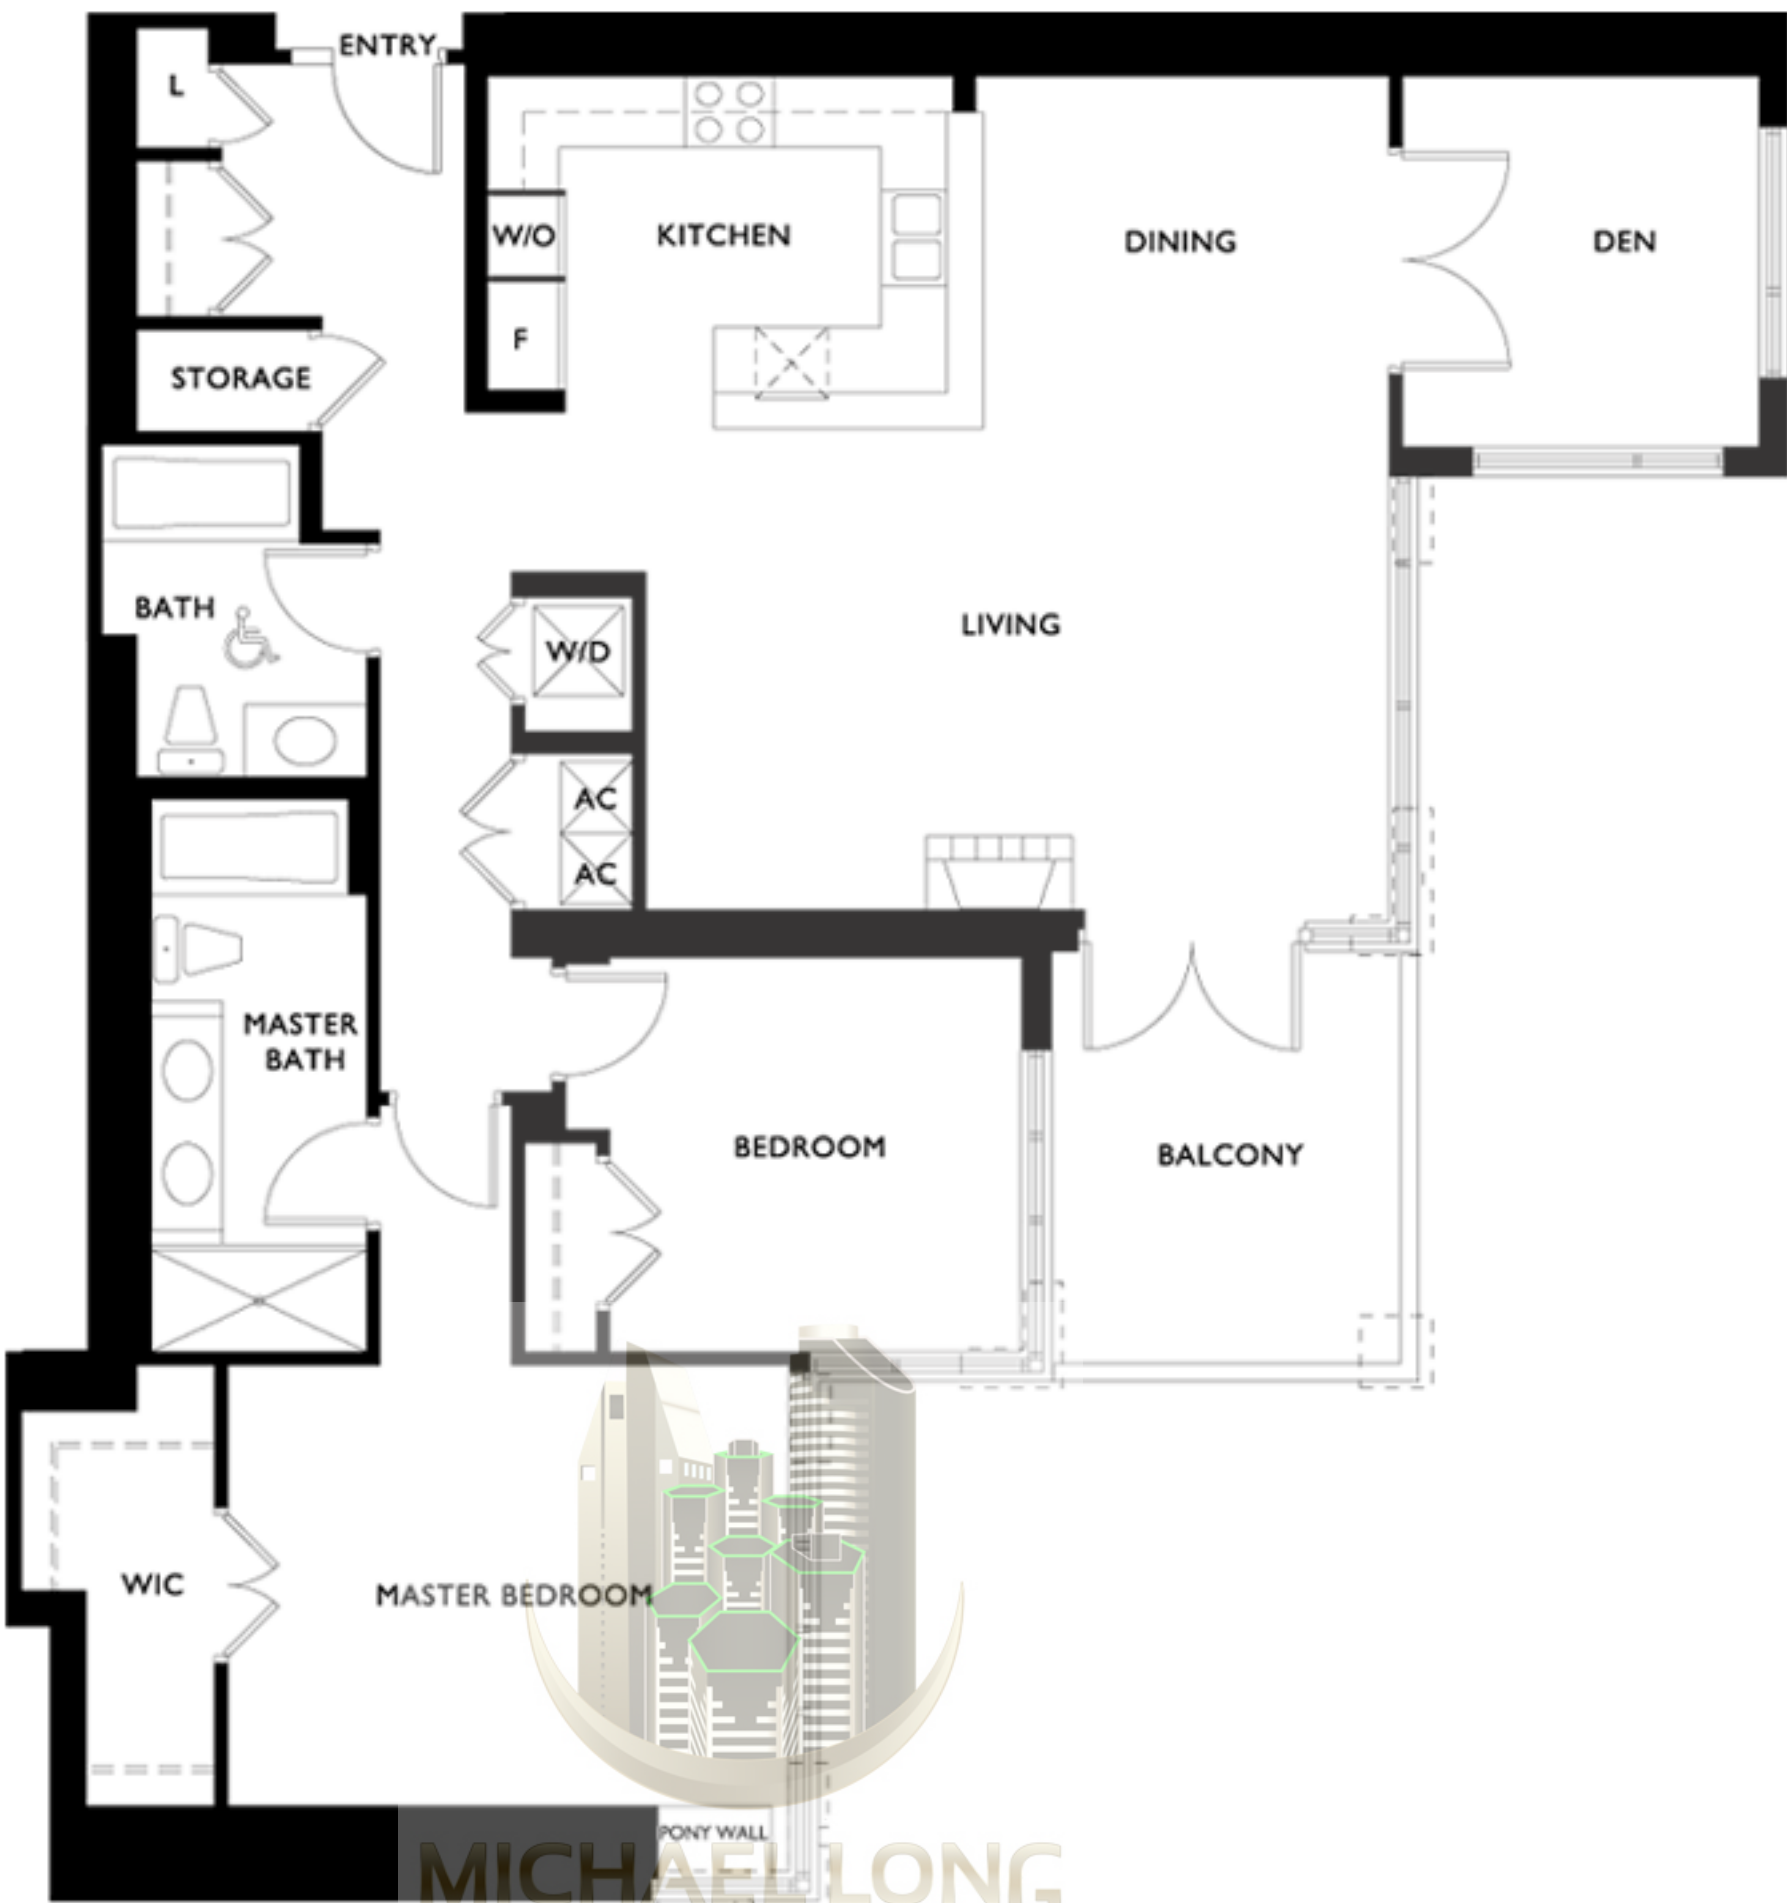 ENTRY
L
W/O
KITCHEN
DINING
DEN
F
STORAGE
BATH
W/D
LIVING
AC
AC
MASTER
BATH
BEDROOM
BALCONY
WIC
MASTER BEDROOM
PONY WALL
MICHAEL LONG